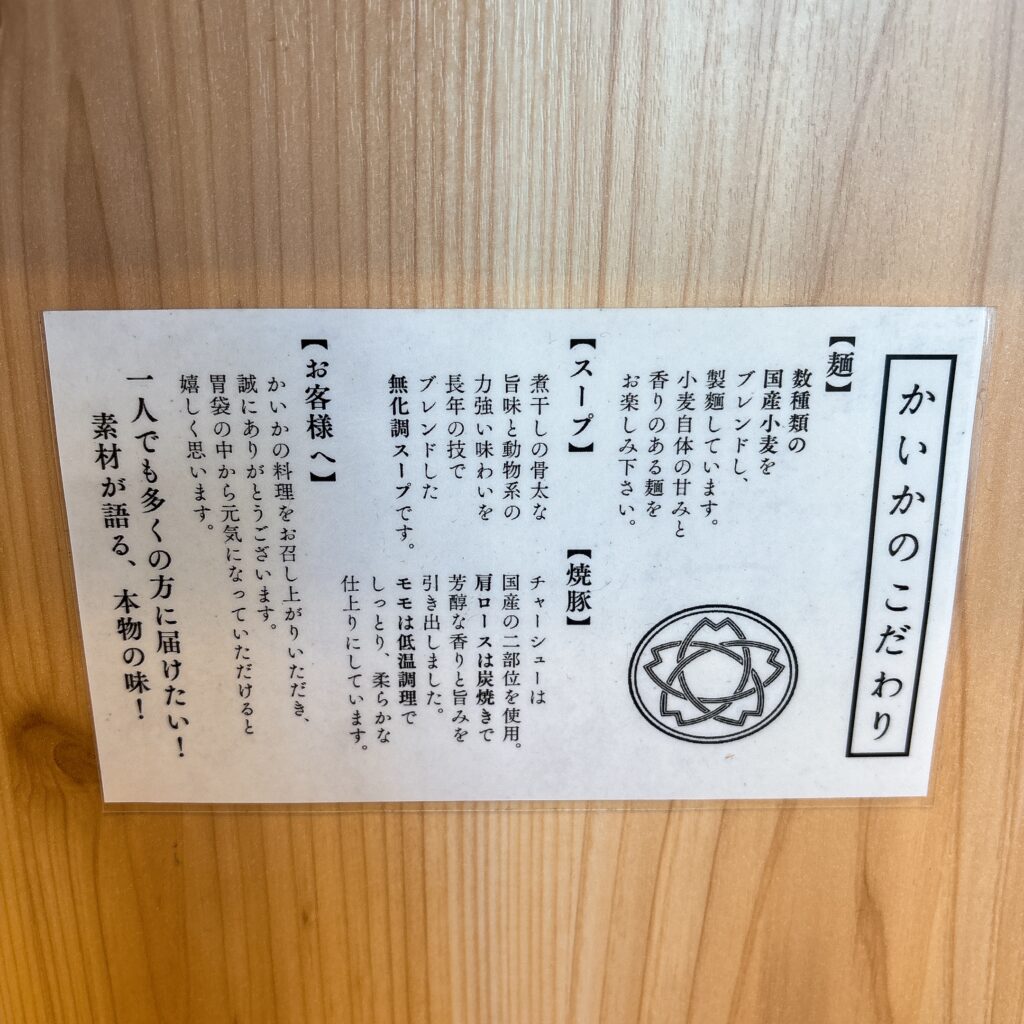 かいかのこだわり
【麺】
数種類の
国産小麦を
ブレンドし、
製麺しています。
小麦自体の甘みと
香りのある麺を
お楽しみ下さい。
【スープ】
煮干しの骨太な
旨味と動物系の
力強い味わいを
長年の技で
ブレンドした
無化調スープです。
【焼豚】
チャーシューは
国産の二部位を使用。
肩ロースは炭焼きで
芳醇な香りと旨みを
引き出しました。
モモは低温調理で
しっとり、柔らかな
仕上りにしています。
【お客様へ】
かいかの料理をお召し上がりいただき、
誠にありがとうございます。
胃袋の中から元気になっていただけると
嬉しく思います。
一人でも多くの方に届けたい！
素材が語る、本物の味！